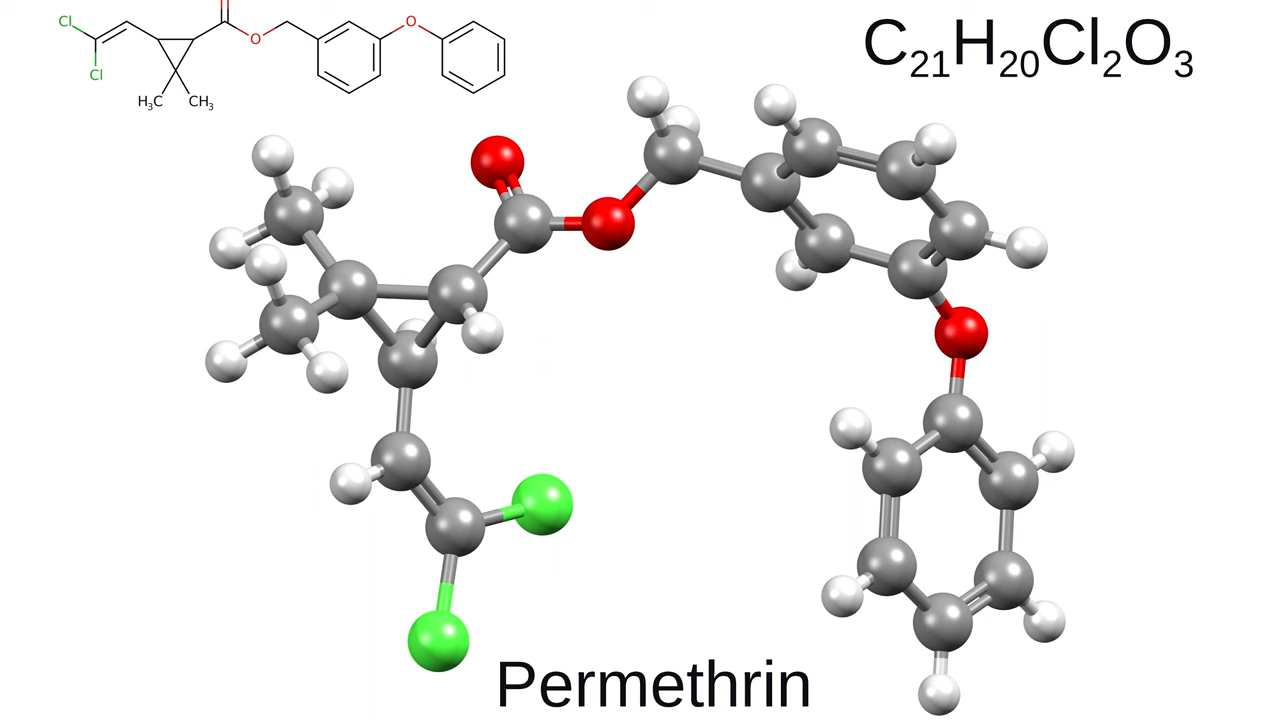 Cl
O
O
Cl
H₃C CH₃
C₂₁H₂₀Cl₂O₃
Permethrin